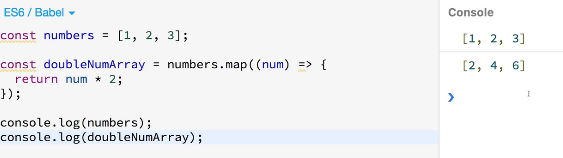 ES6 / Babel
Console
const numbers = [1, 2, 3];
const doubleNumArray = numbers.map((num) => {
  return num * 2;
});
console.log(numbers);
console.log(doubleNumArray);
[1, 2, 3]
[2, 4, 6]